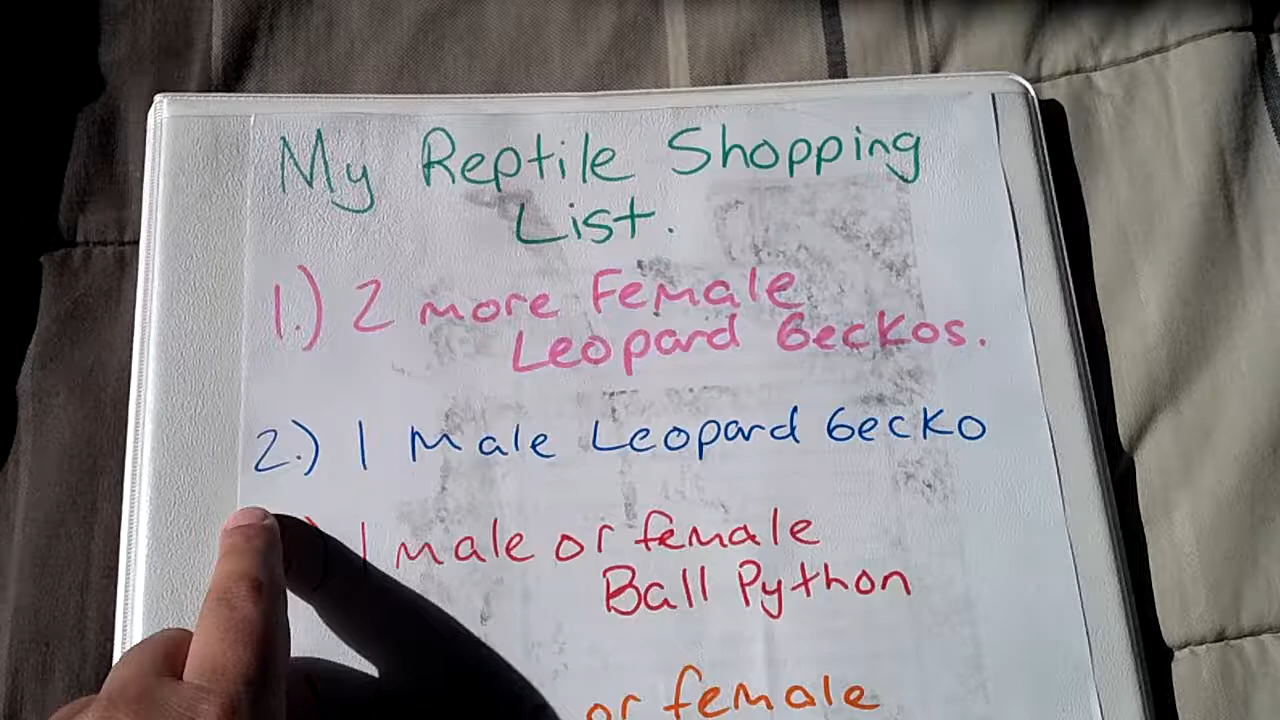 My Reptile Shopping
List.
1.) 2 more Female
Leopard Geckos.
2.) 1 Male Leopard Gecko
) 1 male or female
Ball Python
or female